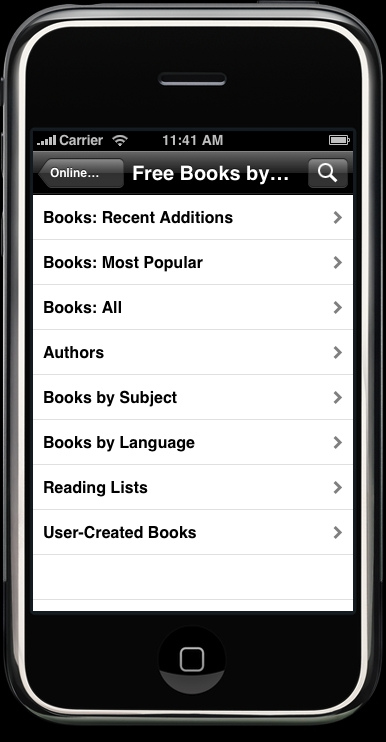 Carrier 11:41 AM
Online... Free Books by...
Books: Recent Additions
Books: Most Popular
Books: All
Authors
Books by Subject
Books by Language
Reading Lists
User-Created Books